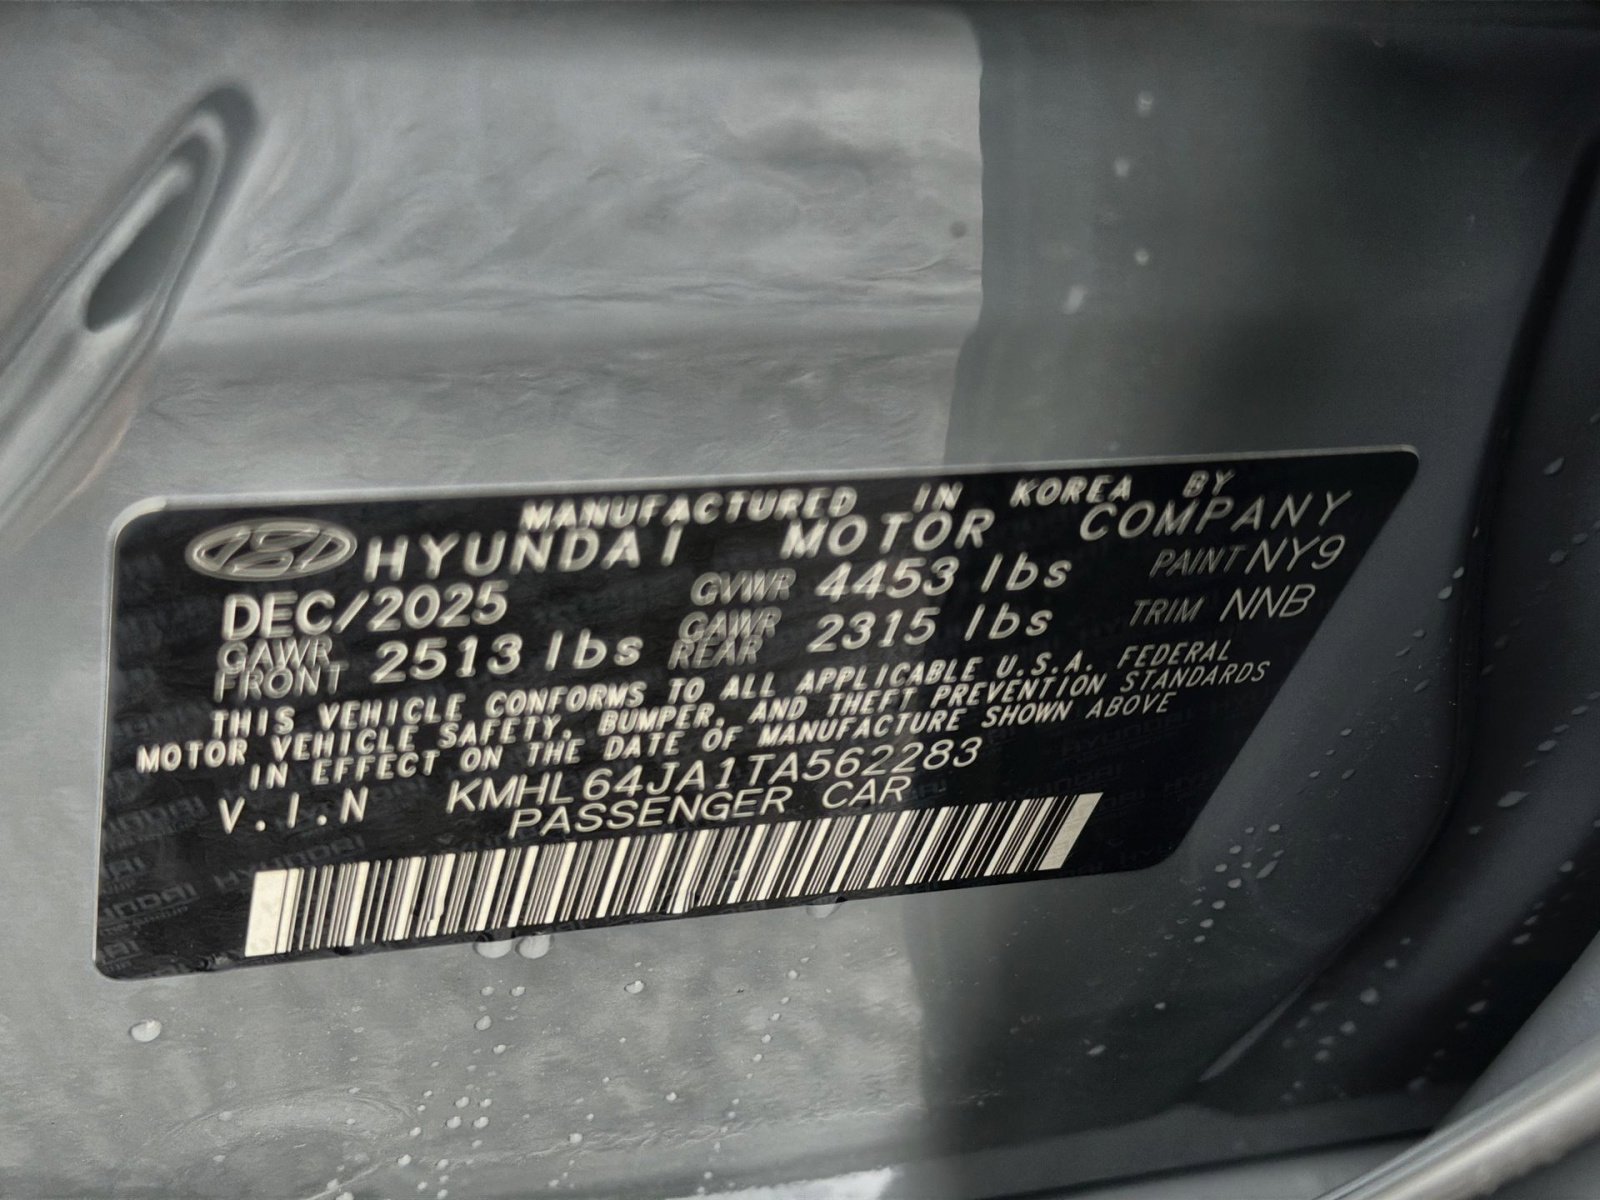 MANUFACTURED IN KOREA BY
HYUNDAI MOTOR COMPANY
DEC/2025 GVWR 4453 lbs PAINT NY9
GAWR FRONT 2513 lbs GAWR REAR 2315 lbs TRIM NNB
THIS VEHICLE CONFORMS TO ALL APPLICABLE U.S.A. FEDERAL
MOTOR VEHICLE SAFETY, BUMPER, AND THEFT PREVENTION STANDARDS
IN EFFECT ON THE DATE OF MANUFACTURE SHOWN ABOVE
V.I.N KMHL64JA1TA562283
PASSENGER CAR